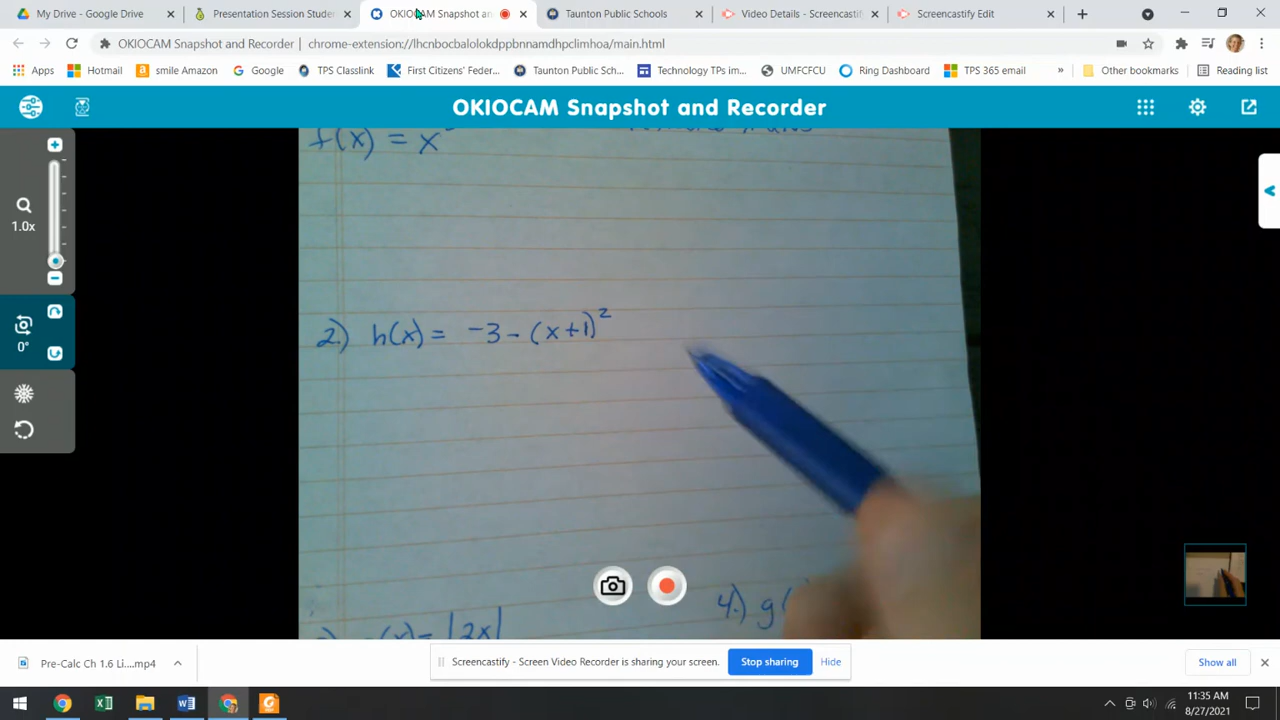 My Drive - Google Drive
Presentation Session Stude
OKIOCAM Snapshot an
Taunton Public Schools
Video Details - Screencastif
Screencastify Edit
OKIOCAM Snapshot and Recorder | chrome-extension://lhcnbocbalolokdppbnnamdhpclimhoa/main.html
Apps
Hotmail
smile Amazon
Google
TPS Classlink
First Citizens' Feder...
Taunton Public Sch...
Technology TPs im...
UMFCFCU
Ring Dashboard
TPS 365 email
»
Other bookmarks
Reading list
OKIOCAM Snapshot and Recorder
1.0x
0°
f(x) = x
2.) h(x) = -3 - (x+1)²
4.) g(
(x) = |2x|
Screencastify - Screen Video Recorder is sharing your screen.
Stop sharing
Hide
Pre-Calc Ch 1.6 Li....mp4
Show all
11:35 AM
8/27/2021